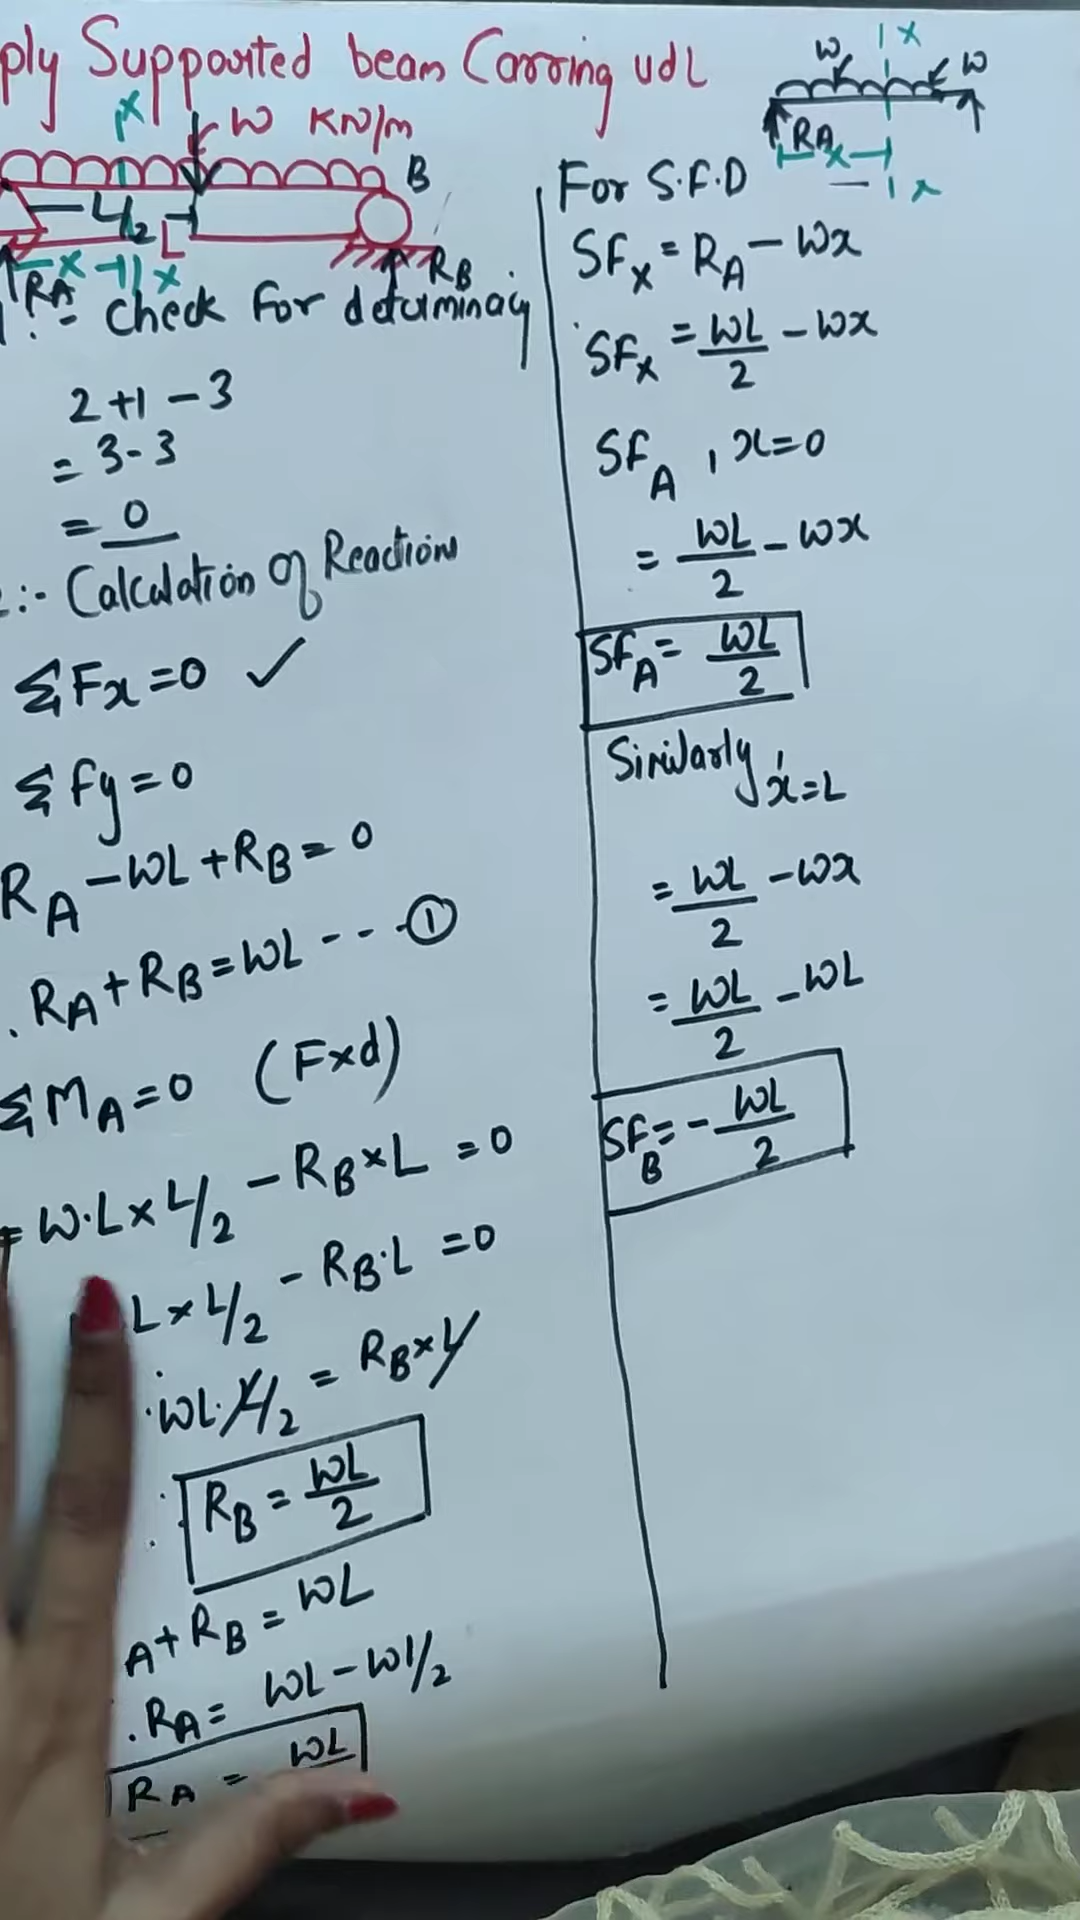 ply Supported beam Carring udl
x
w KN/m
B
L/2
L
x
x
RA
RB
:- Check For determinacy
2+1-3
= 3-3
= 0
:- Calculation of Reactions
ΣFx=0 ✓
ΣFy=0
RA-WL+RB=0
RA+RB=WL---①
ΣMA=0 (Fxd)
= W.L×L/2 - RB×L =0
L×L/2 - RB.L =0
WL.L/2 = RB×L
RB = WL/2
A+RB = WL
RA = WL-Wl/2
RA = WL
x
w
w
RA
x
x
For S.F.D
SFx = RA-Wx
SFx = WL/2 - Wx
SFA , x=0
= WL/2 - Wx
SFA = WL/2
Similarly x=L
= WL/2 - Wx
= WL/2 - WL
SFB = -WL/2